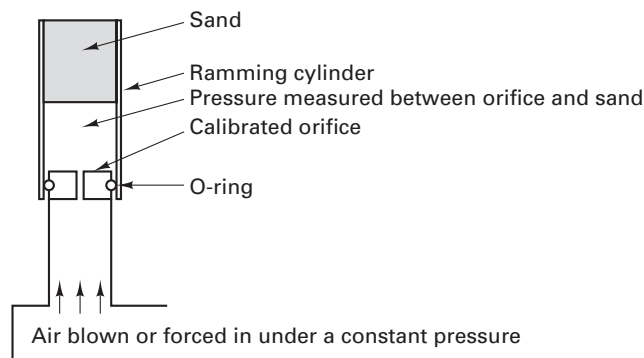 Sand
Ramming cylinder
Pressure measured between orifice and sand
Calibrated orifice
O-ring
Air blown or forced in under a constant pressure